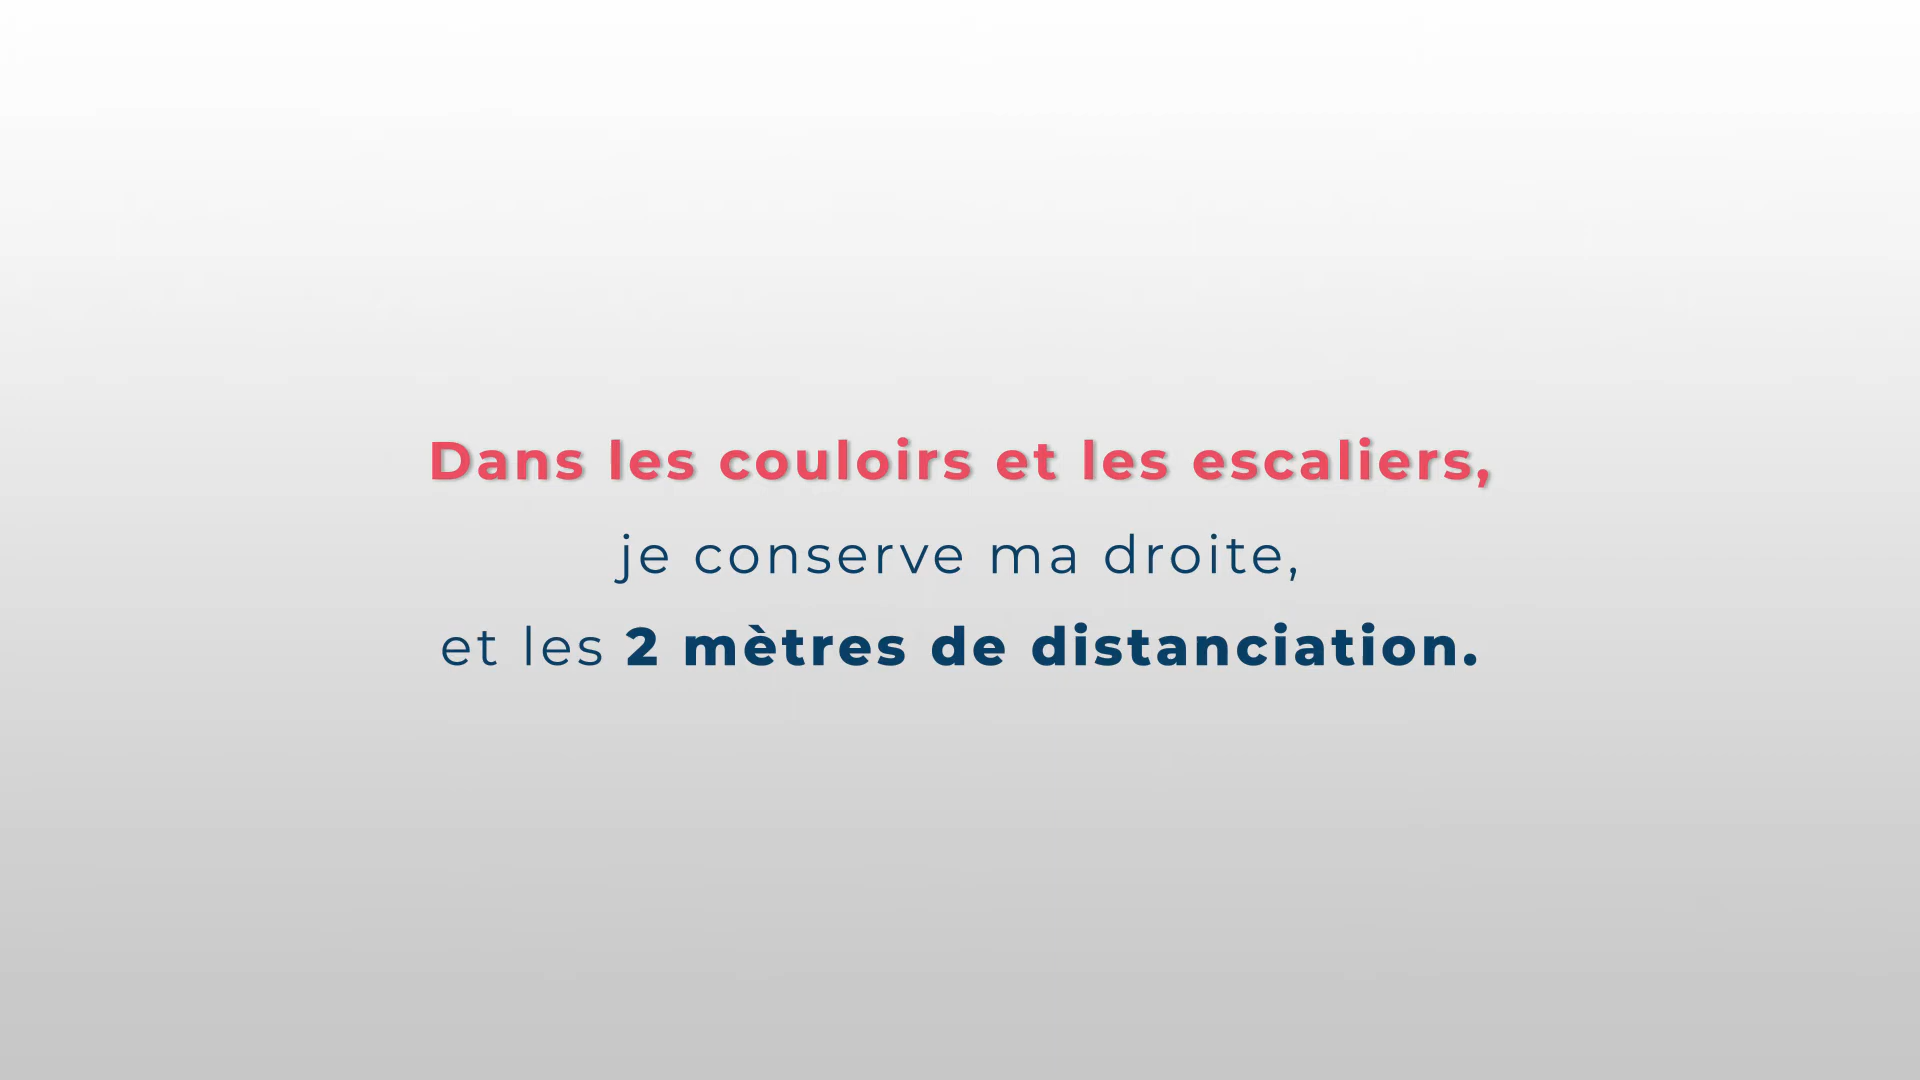 Dans les couloirs et les escaliers,
je conserve ma droite,
et les 2 mètres de distanciation.